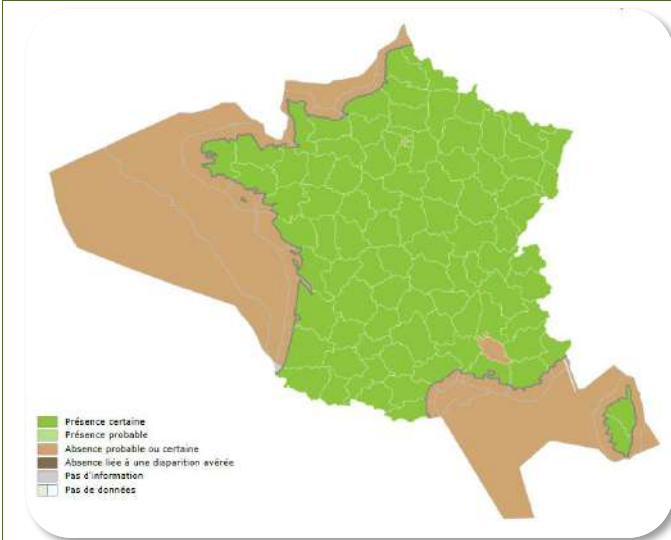 Présence certaine
Présence probable
Absence probable ou certaine
Absence liée à une disparition avérée
Pas d'information
Pas de données